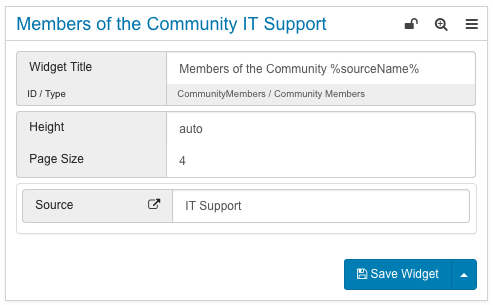 Members of the Community IT Support
Widget Title Members of the Community %sourceName%
ID / Type CommunityMembers / Community Members
Height auto
Page Size 4
Source IT Support
Save Widget